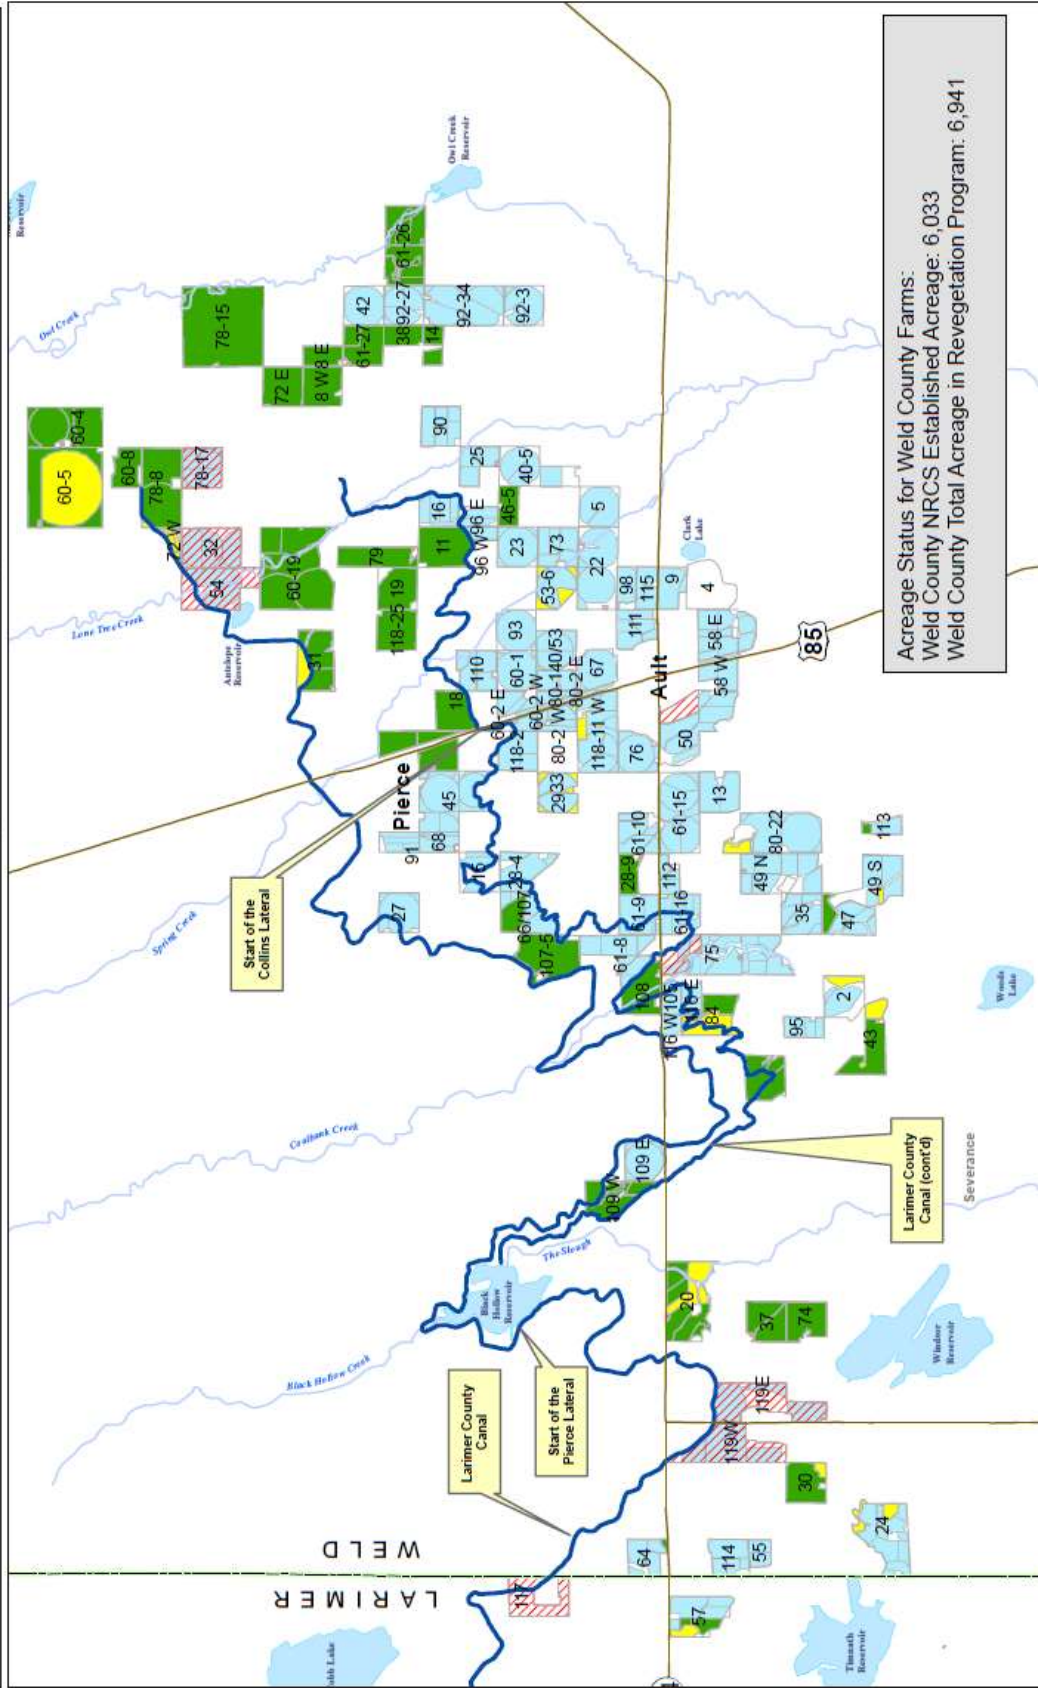 Reservoir
Owl Creek
Lone Tree Creek
Spring Creek
Coalbank Creek
Black Hollow Creek
60-5
60-4
60-8
78-8
78-17
72 W
32
54
78-15
Antelope
Reservoir
Start of the
Collins Lateral
72 E
60-19
31
8 W
8 E
LARIMER
WELD
Lake
42
61-27
79
19
118-25
27
91
Pierce
61-26
92-27
38
14
90
16
11
18
45
68
Owl Creek
Reservoir
92-34
25
96 W
96 E
110
60-2 E
15
Larimer County
Canal
Black
Hollow
Reservoir
92-3
40-5
46-5
23
93
60-1
60-2 W
118-2
28-4
66/107
117
107-5
Start of the
Pierce Lateral
The Slough
73
53-6
80-1
40/53
80-2 W
80-2 E
29
33
5
22
67
118-11 W
98
111
76
61-10
28-9
61-9
61-8
108
109 W
109 E
64
115
9
Ault
50
61-15
112
61-16
116 W
105
116 E
20
57
Clark
Lake
4
58 E
58 W
13
75
84
119W
114
49 N
80-22
119E
55
37
35
95
74
30
85
47
2
113
49 S
43
24
Timnath
Reservoir
Windsor
Reservoir
Larimer County
Canal (cont'd)
Severance
Woods
Lake
Acreage Status for Weld County Farms:
Weld County NRCS Established Acreage: 6,033
Weld County Total Acreage in Revegetation Program: 6,941